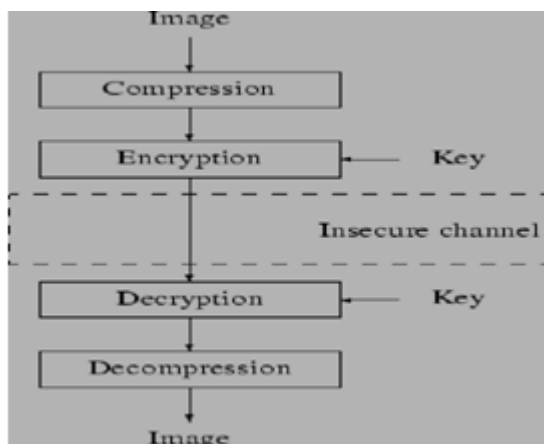 Image
Compression
Encryption
Key
Insecure channel
Decryption
Key
Decompression
Image